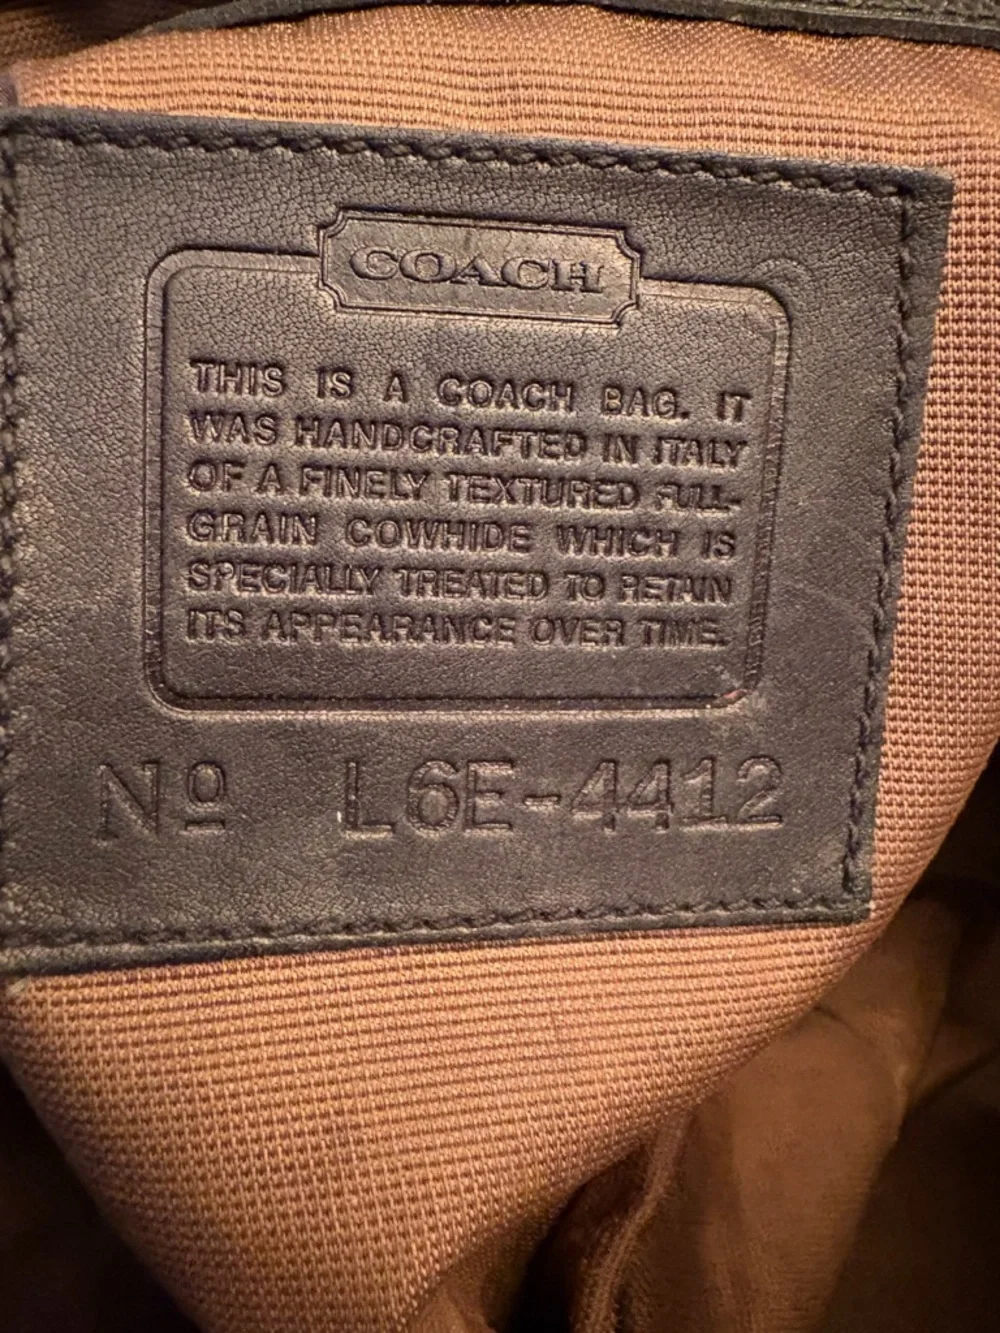 COACH
THIS IS A COACH BAG. IT
WAS HANDCRAFTED IN ITALY
OF A FINELY TEXTURED FULL-
GRAIN COWHIDE WHICH IS
SPECIALLY TREATED TO RETAIN
ITS APPEARANCE OVER TIME.
Nº L6E-4412